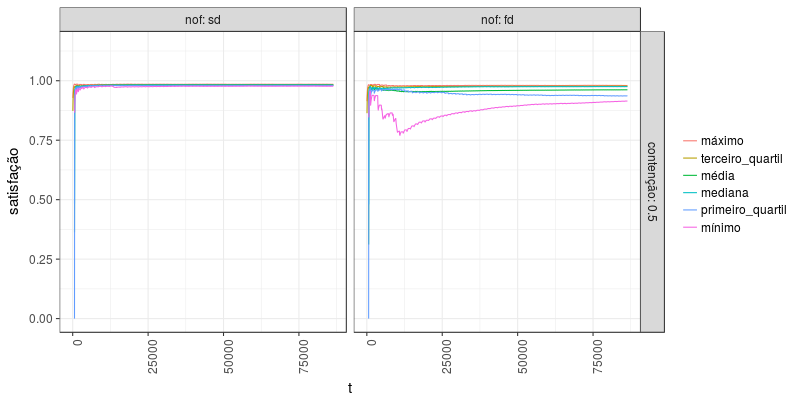 nof: sd
nof: fd
1.00
0.75
0.50
0.25
0.00
satisfação
0
25000
50000
75000
0
25000
50000
75000
t
contenção: 0.5
máximo
terceiro_quartil
média
mediana
primeiro_quartil
mínimo